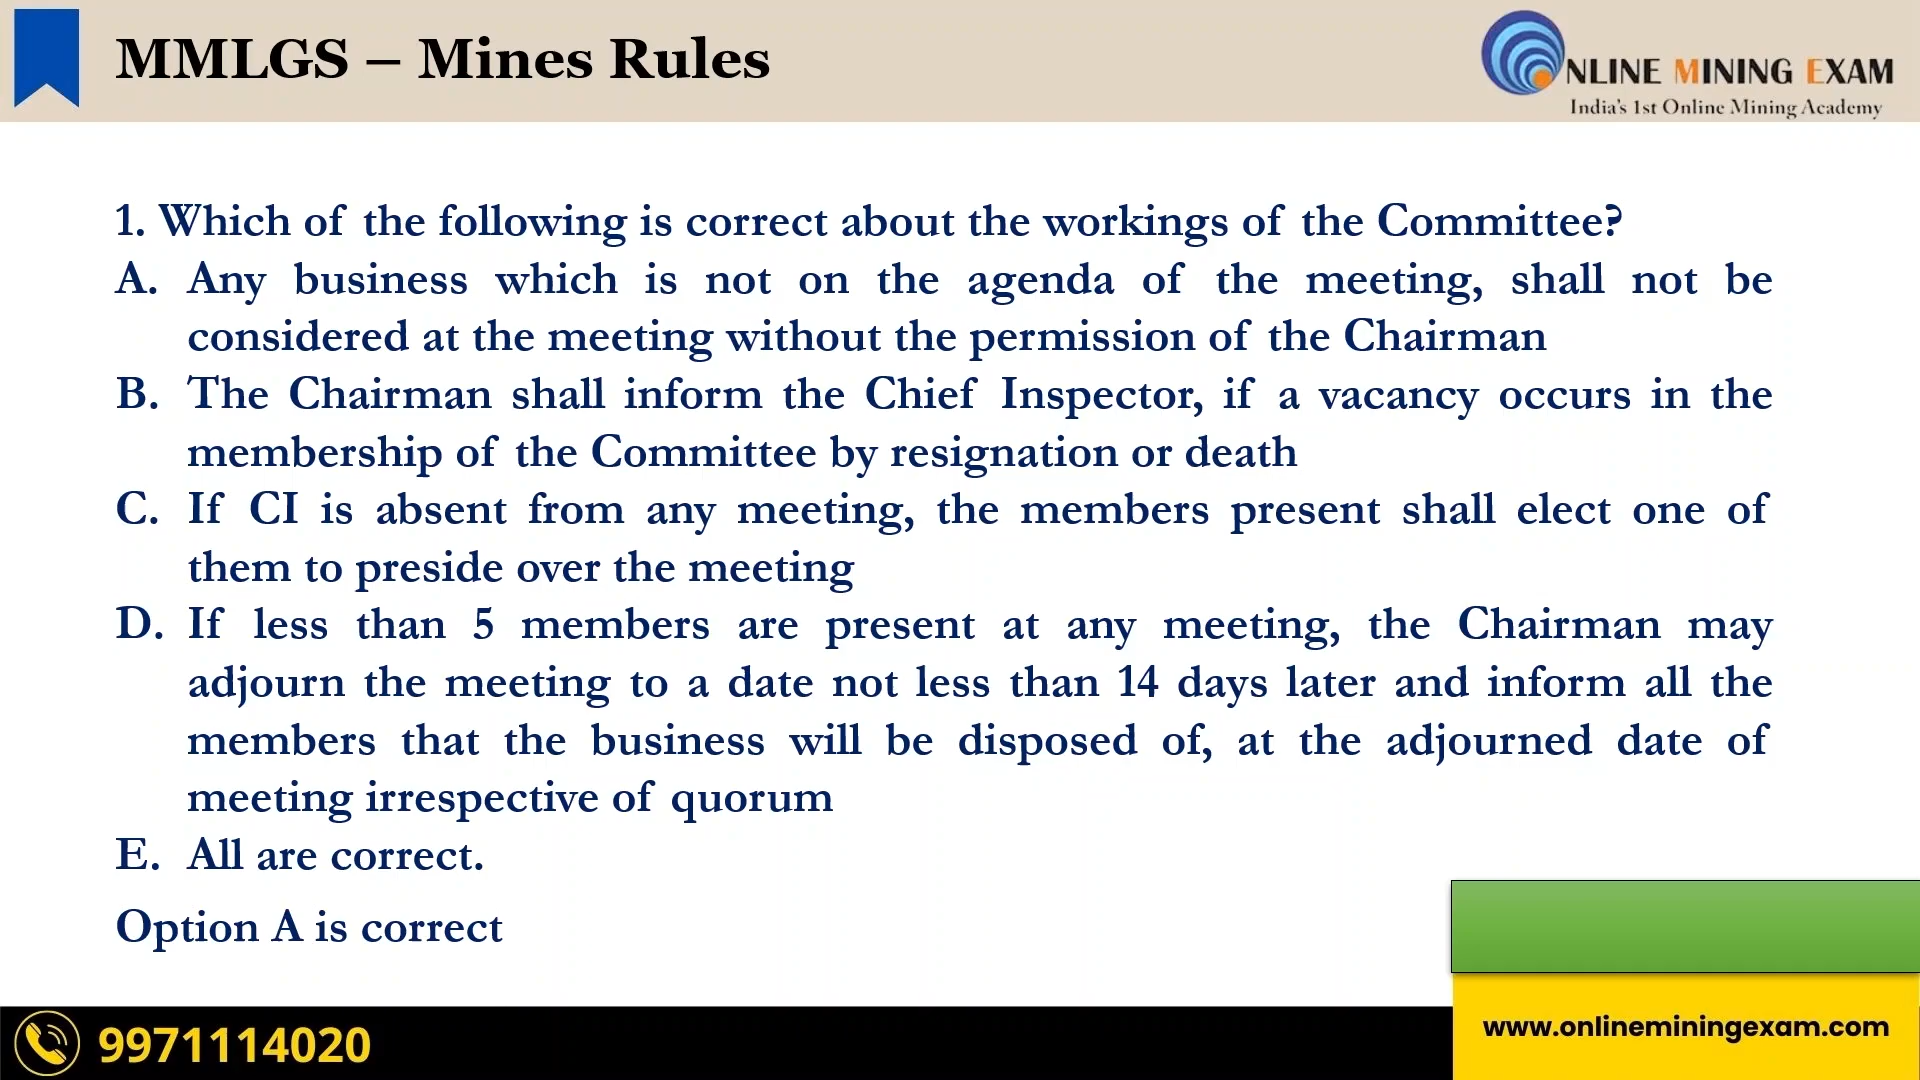 MMLGS – Mines Rules
NLINE MINING EXAM
India's 1st Online Mining Academy
1. Which of the following is correct about the workings of the Committee?
A. Any business which is not on the agenda of the meeting, shall not be
considered at the meeting without the permission of the Chairman
B. The Chairman shall inform the Chief Inspector, if a vacancy occurs in the
membership of the Committee by resignation or death
C. If CI is absent from any meeting, the members present shall elect one of
them to preside over the meeting
D. If less than 5 members are present at any meeting, the Chairman may
adjourn the meeting to a date not less than 14 days later and inform all the
members that the business will be disposed of, at the adjourned date of
meeting irrespective of quorum
E. All are correct.
Option A is correct
9971114020
www.onlineminingexam.com